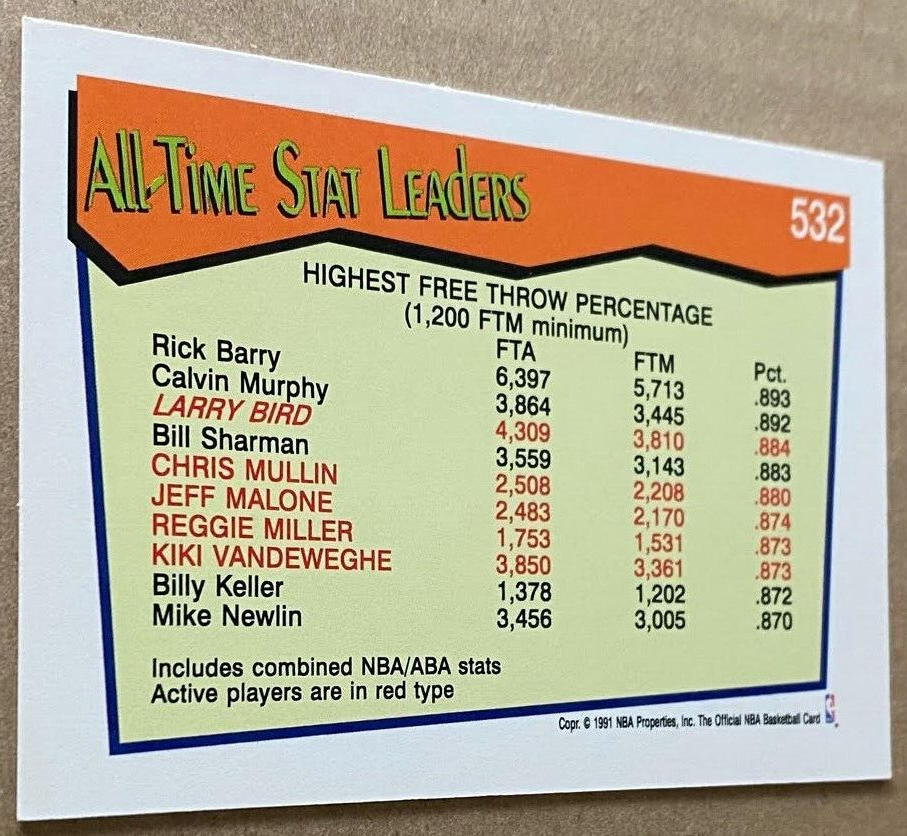 All-Time Stat Leaders
532
HIGHEST FREE THROW PERCENTAGE
(1,200 FTM minimum)
FTA FTM Pct.
Rick Barry 6,397 5,713 .893
Calvin Murphy 3,864 3,445 .892
LARRY BIRD 4,309 3,810 .884
Bill Sharman 3,559 3,143 .883
CHRIS MULLIN 2,508 2,208 .880
JEFF MALONE 2,483 2,170 .874
REGGIE MILLER 1,753 1,531 .873
KIKI VANDEWEGHE 3,850 3,361 .873
Billy Keller 1,378 1,202 .872
Mike Newlin 3,456 3,005 .870
Includes combined NBA/ABA stats
Active players are in red type
Copr. © 1991 NBA Properties, Inc. The Official NBA Basketball Card